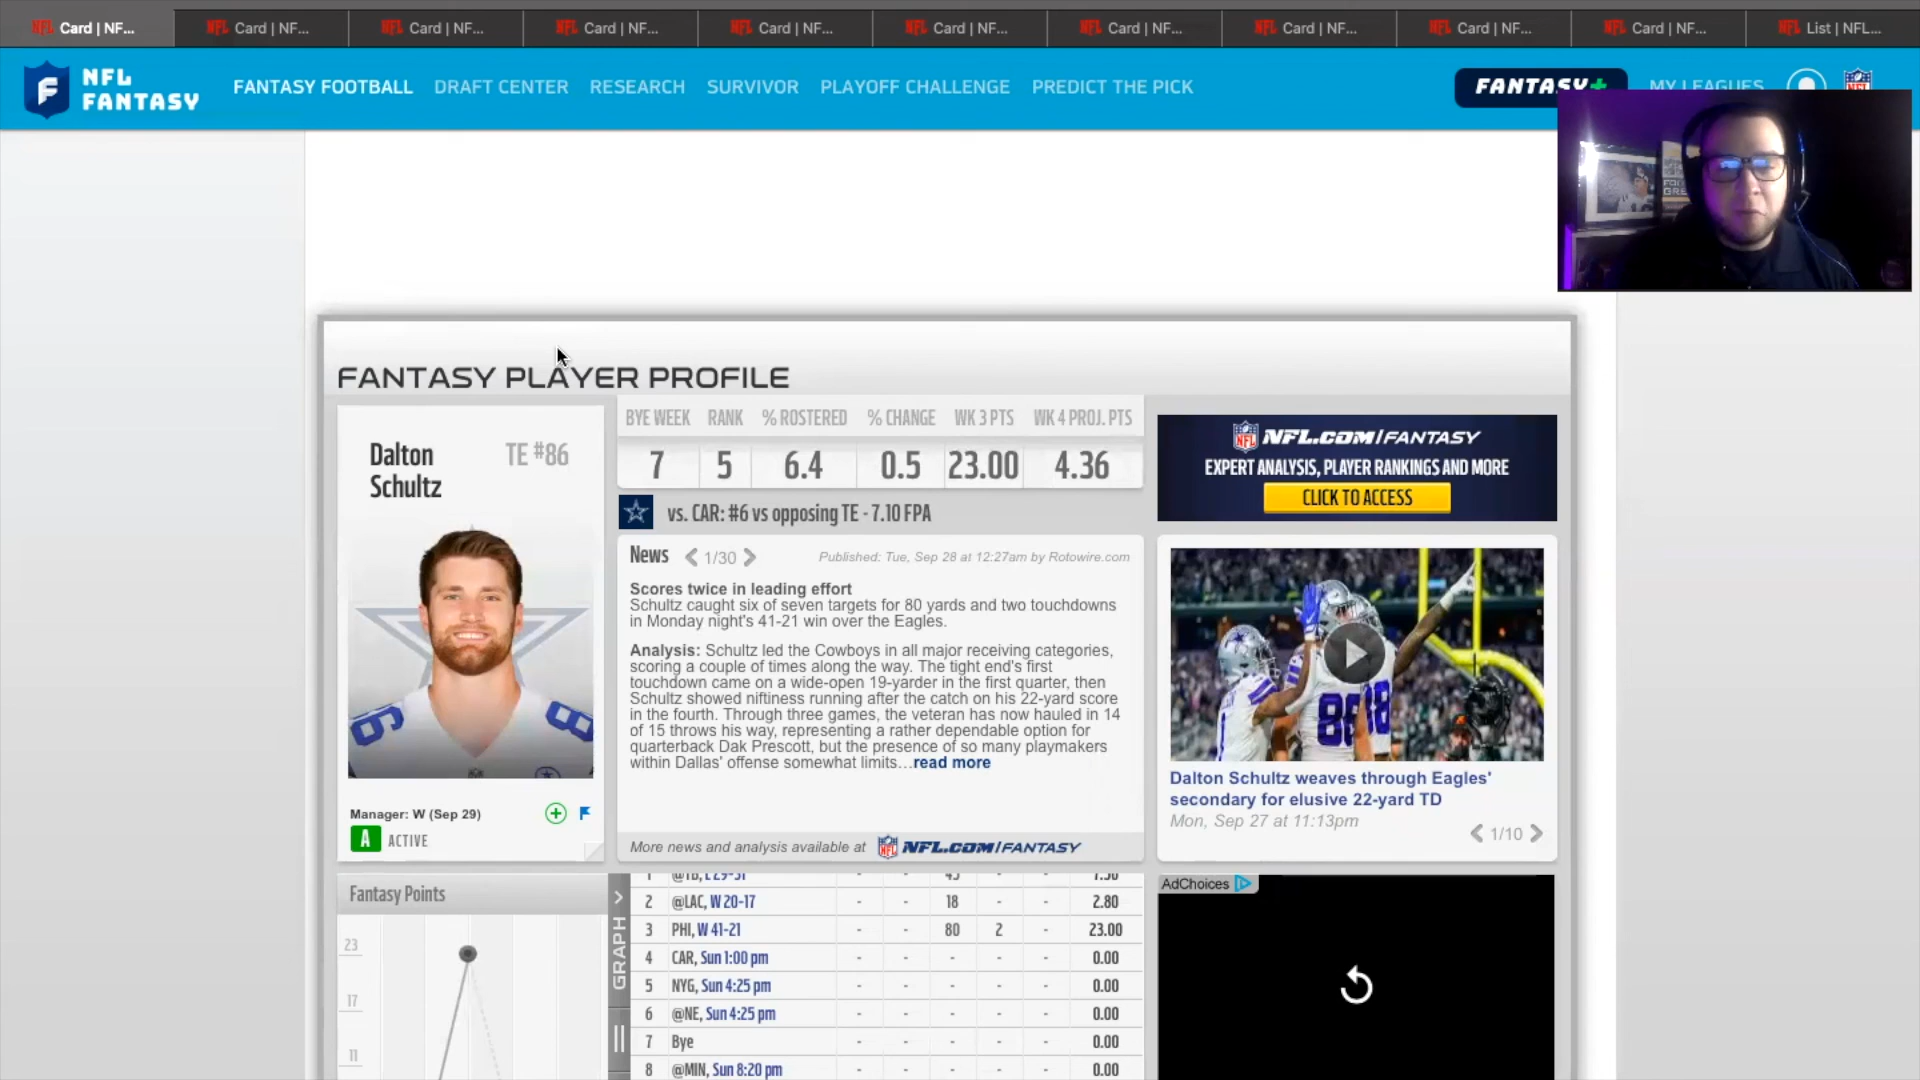 Card | NF...
Card | NF...
Card | NF...
Card | NF...
Card | NF...
Card | NF...
Card | NF...
Card | NF...
Card | NF...
Card | NF...
List | NFL...
NFL
FANTASY
FANTASY FOOTBALL
DRAFT CENTER
RESEARCH
SURVIVOR
PLAYOFF CHALLENGE
PREDICT THE PICK
FANTASY+
MY LEAGUES
FANTASY PLAYER PROFILE
Dalton
Schultz
TE #86
BYE WEEK RANK % ROSTERED % CHANGE WK 3 PTS WK 4 PROJ. PTS
7 5 6.4 0.5 23.00 4.36
vs. CAR: #6 vs opposing TE - 7.10 FPA
News 1/30 Published: Tue, Sep 28 at 12:27am by Rotowire.com
Scores twice in leading effort
Schultz caught six of seven targets for 80 yards and two touchdowns
in Monday night's 41-21 win over the Eagles.
Analysis: Schultz led the Cowboys in all major receiving categories,
scoring a couple of times along the way. The tight end's first
touchdown came on a wide-open 19-yarder in the first quarter, then
Schultz showed niftiness running after the catch on his 22-yard score
in the fourth. Through three games, the veteran has now hauled in 14
of 15 throws his way, representing a rather dependable option for
quarterback Dak Prescott, but the presence of so many playmakers
within Dallas' offense somewhat limits…read more
More news and analysis available at NFL.COM/FANTASY
Manager: W (Sep 29)
A ACTIVE
NFL.COM/FANTASY
EXPERT ANALYSIS, PLAYER RANKINGS AND MORE
CLICK TO ACCESS
Dalton Schultz weaves through Eagles'
secondary for elusive 22-yard TD
Mon, Sep 27 at 11:13pm
1/10
Fantasy Points
23
17
11
GRAPH
1 @TB, L 29-31 - - 45 - - 7.50
2 @LAC, W 20-17 - - 18 - - 2.80
3 PHI, W 41-21 - - 80 2 - 23.00
4 CAR, Sun 1:00 pm - - - - - 0.00
5 NYG, Sun 4:25 pm - - - - - 0.00
6 @NE, Sun 4:25 pm - - - - - 0.00
7 Bye - - - - - 0.00
8 @MIN, Sun 8:20 pm - - - - - 0.00
AdChoices